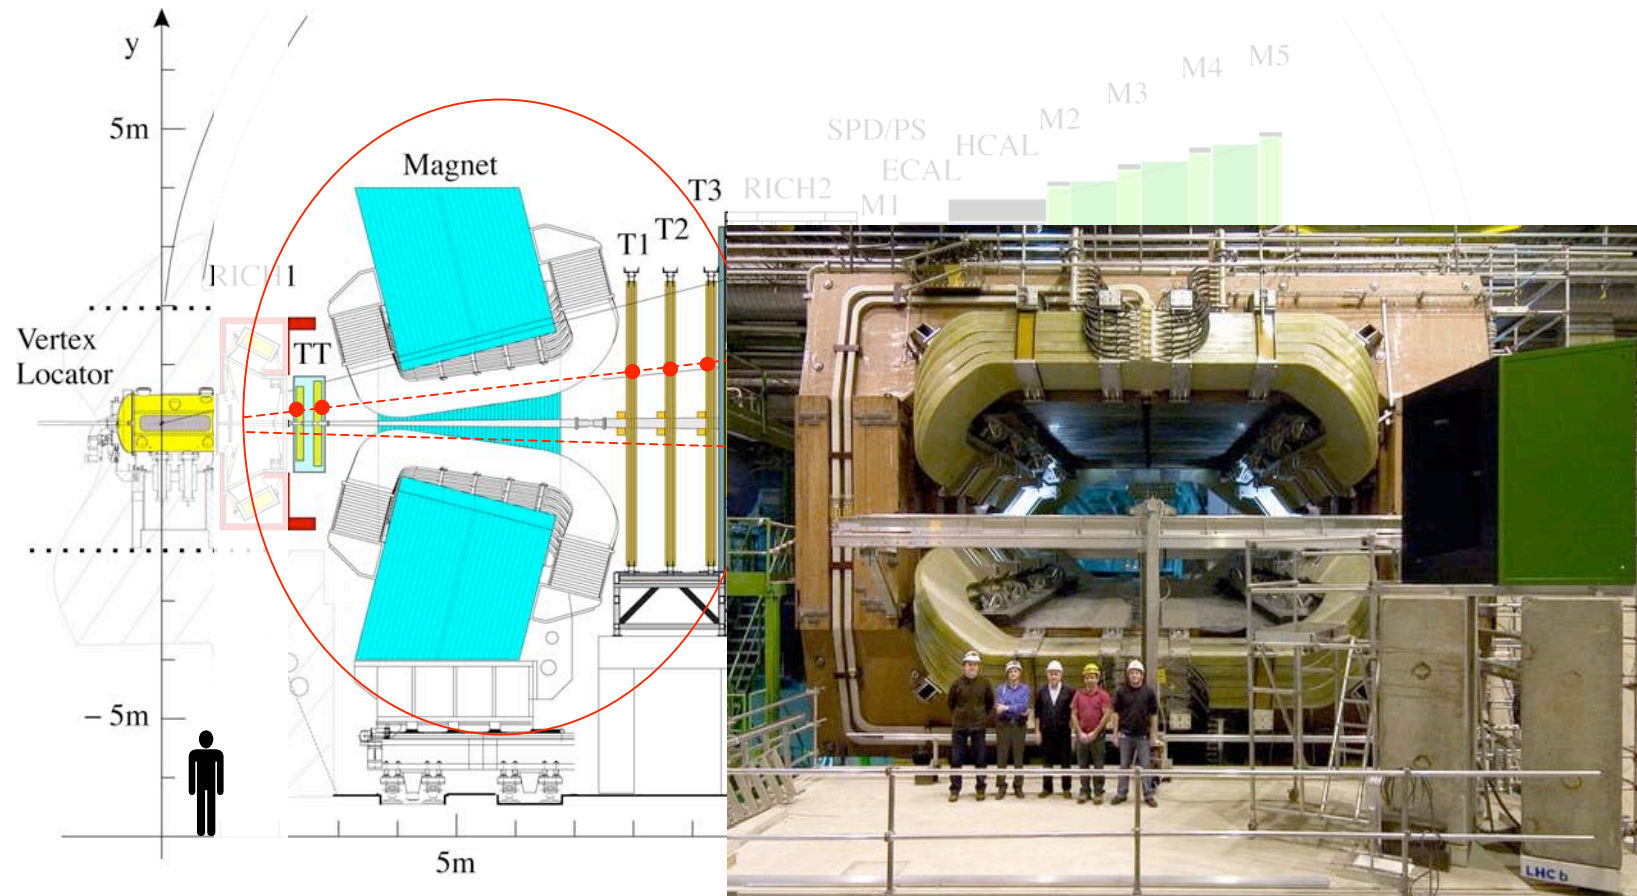 y
5m
Magnet
M5
M4
M3
M2
SPD/PS
HCAL
ECAL
RICH2
M1
T3
T2
T1
RICH1
Vertex
Locator
TT
− 5m
5m
LHCb